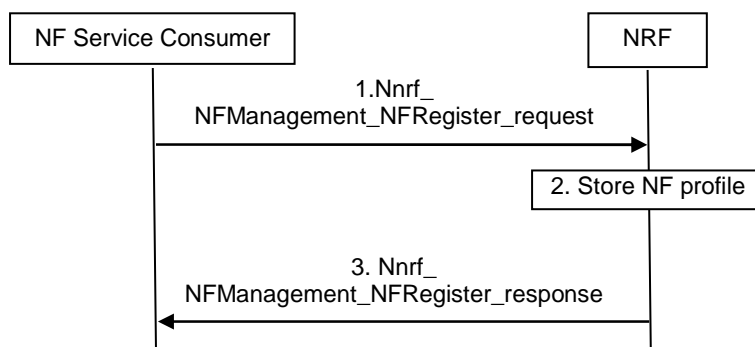 NF Service Consumer
NRF
1.Nnrf_
NFManagement_NFRegister_request
2. Store NF profile
3. Nnrf_
NFManagement_NFRegister_response